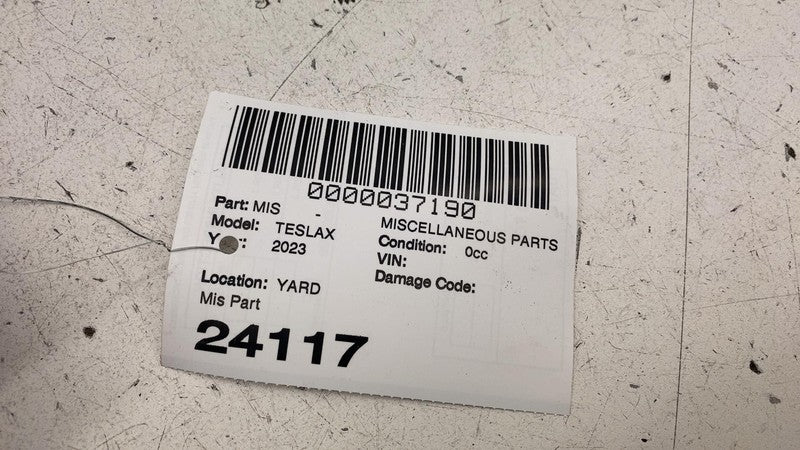 0000037190
Part: MIS - MISCELLANEOUS PARTS
Model: TESLAX Condition: 0cc
2023 VIN:
Location: YARD Damage Code:
Mis Part
24117